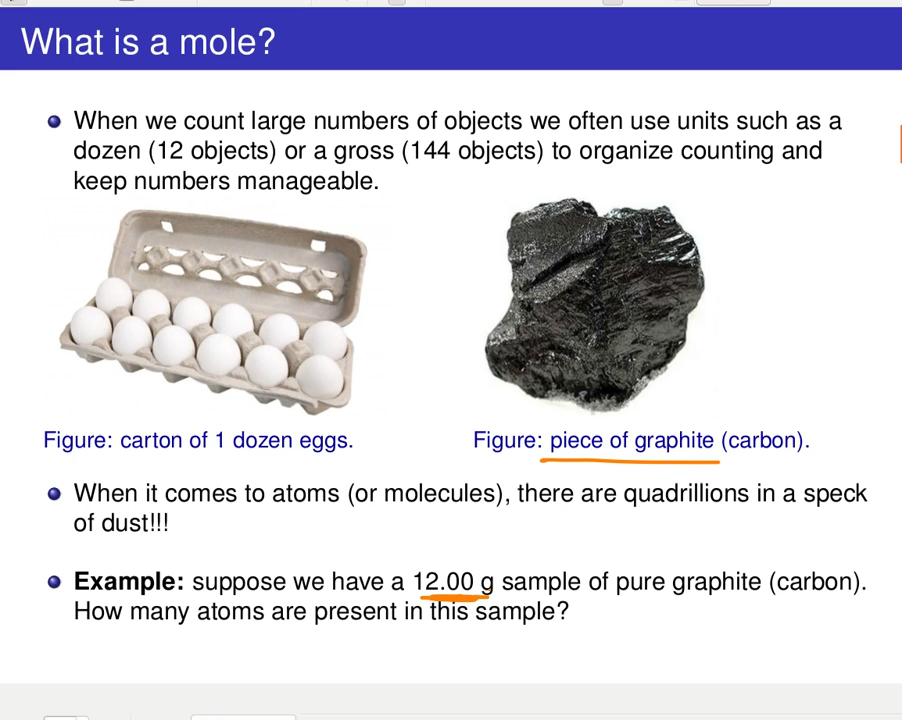 What is a mole?
When we count large numbers of objects we often use units such as a
dozen (12 objects) or a gross (144 objects) to organize counting and
keep numbers manageable.
Figure: carton of 1 dozen eggs.
Figure: piece of graphite (carbon).
When it comes to atoms (or molecules), there are quadrillions in a speck
of dust!!!
Example: suppose we have a 12.00 g sample of pure graphite (carbon).
How many atoms are present in this sample?